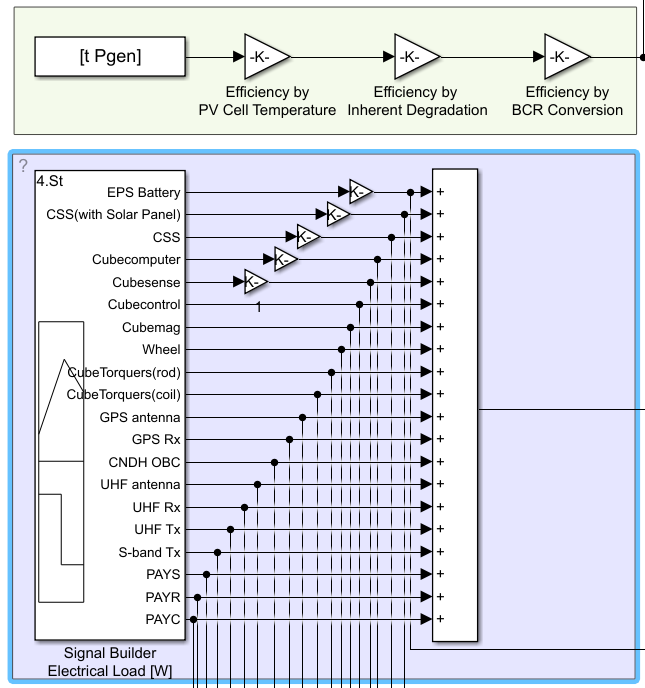 [t Pgen]
-K-
-K-
-K-
Efficiency by
PV Cell Temperature
Efficiency by
Inherent Degradation
Efficiency by
BCR Conversion
?
4.St
EPS Battery
K-
+
CSS(with Solar Panel)
K-
+
CSS
K-
+
Cubecomputer
K-
+
Cubesense
K-
+
Cubecontrol
1
+
Cubemag
+
Wheel
+
CubeTorquers(rod)
+
CubeTorquers(coil)
+
GPS antenna
+
GPS Rx
+
CNDH OBC
+
UHF antenna
+
UHF Rx
+
UHF Tx
+
S-band Tx
+
PAYS
+
PAYR
+
PAYC
+
Signal Builder
Electrical Load [W]